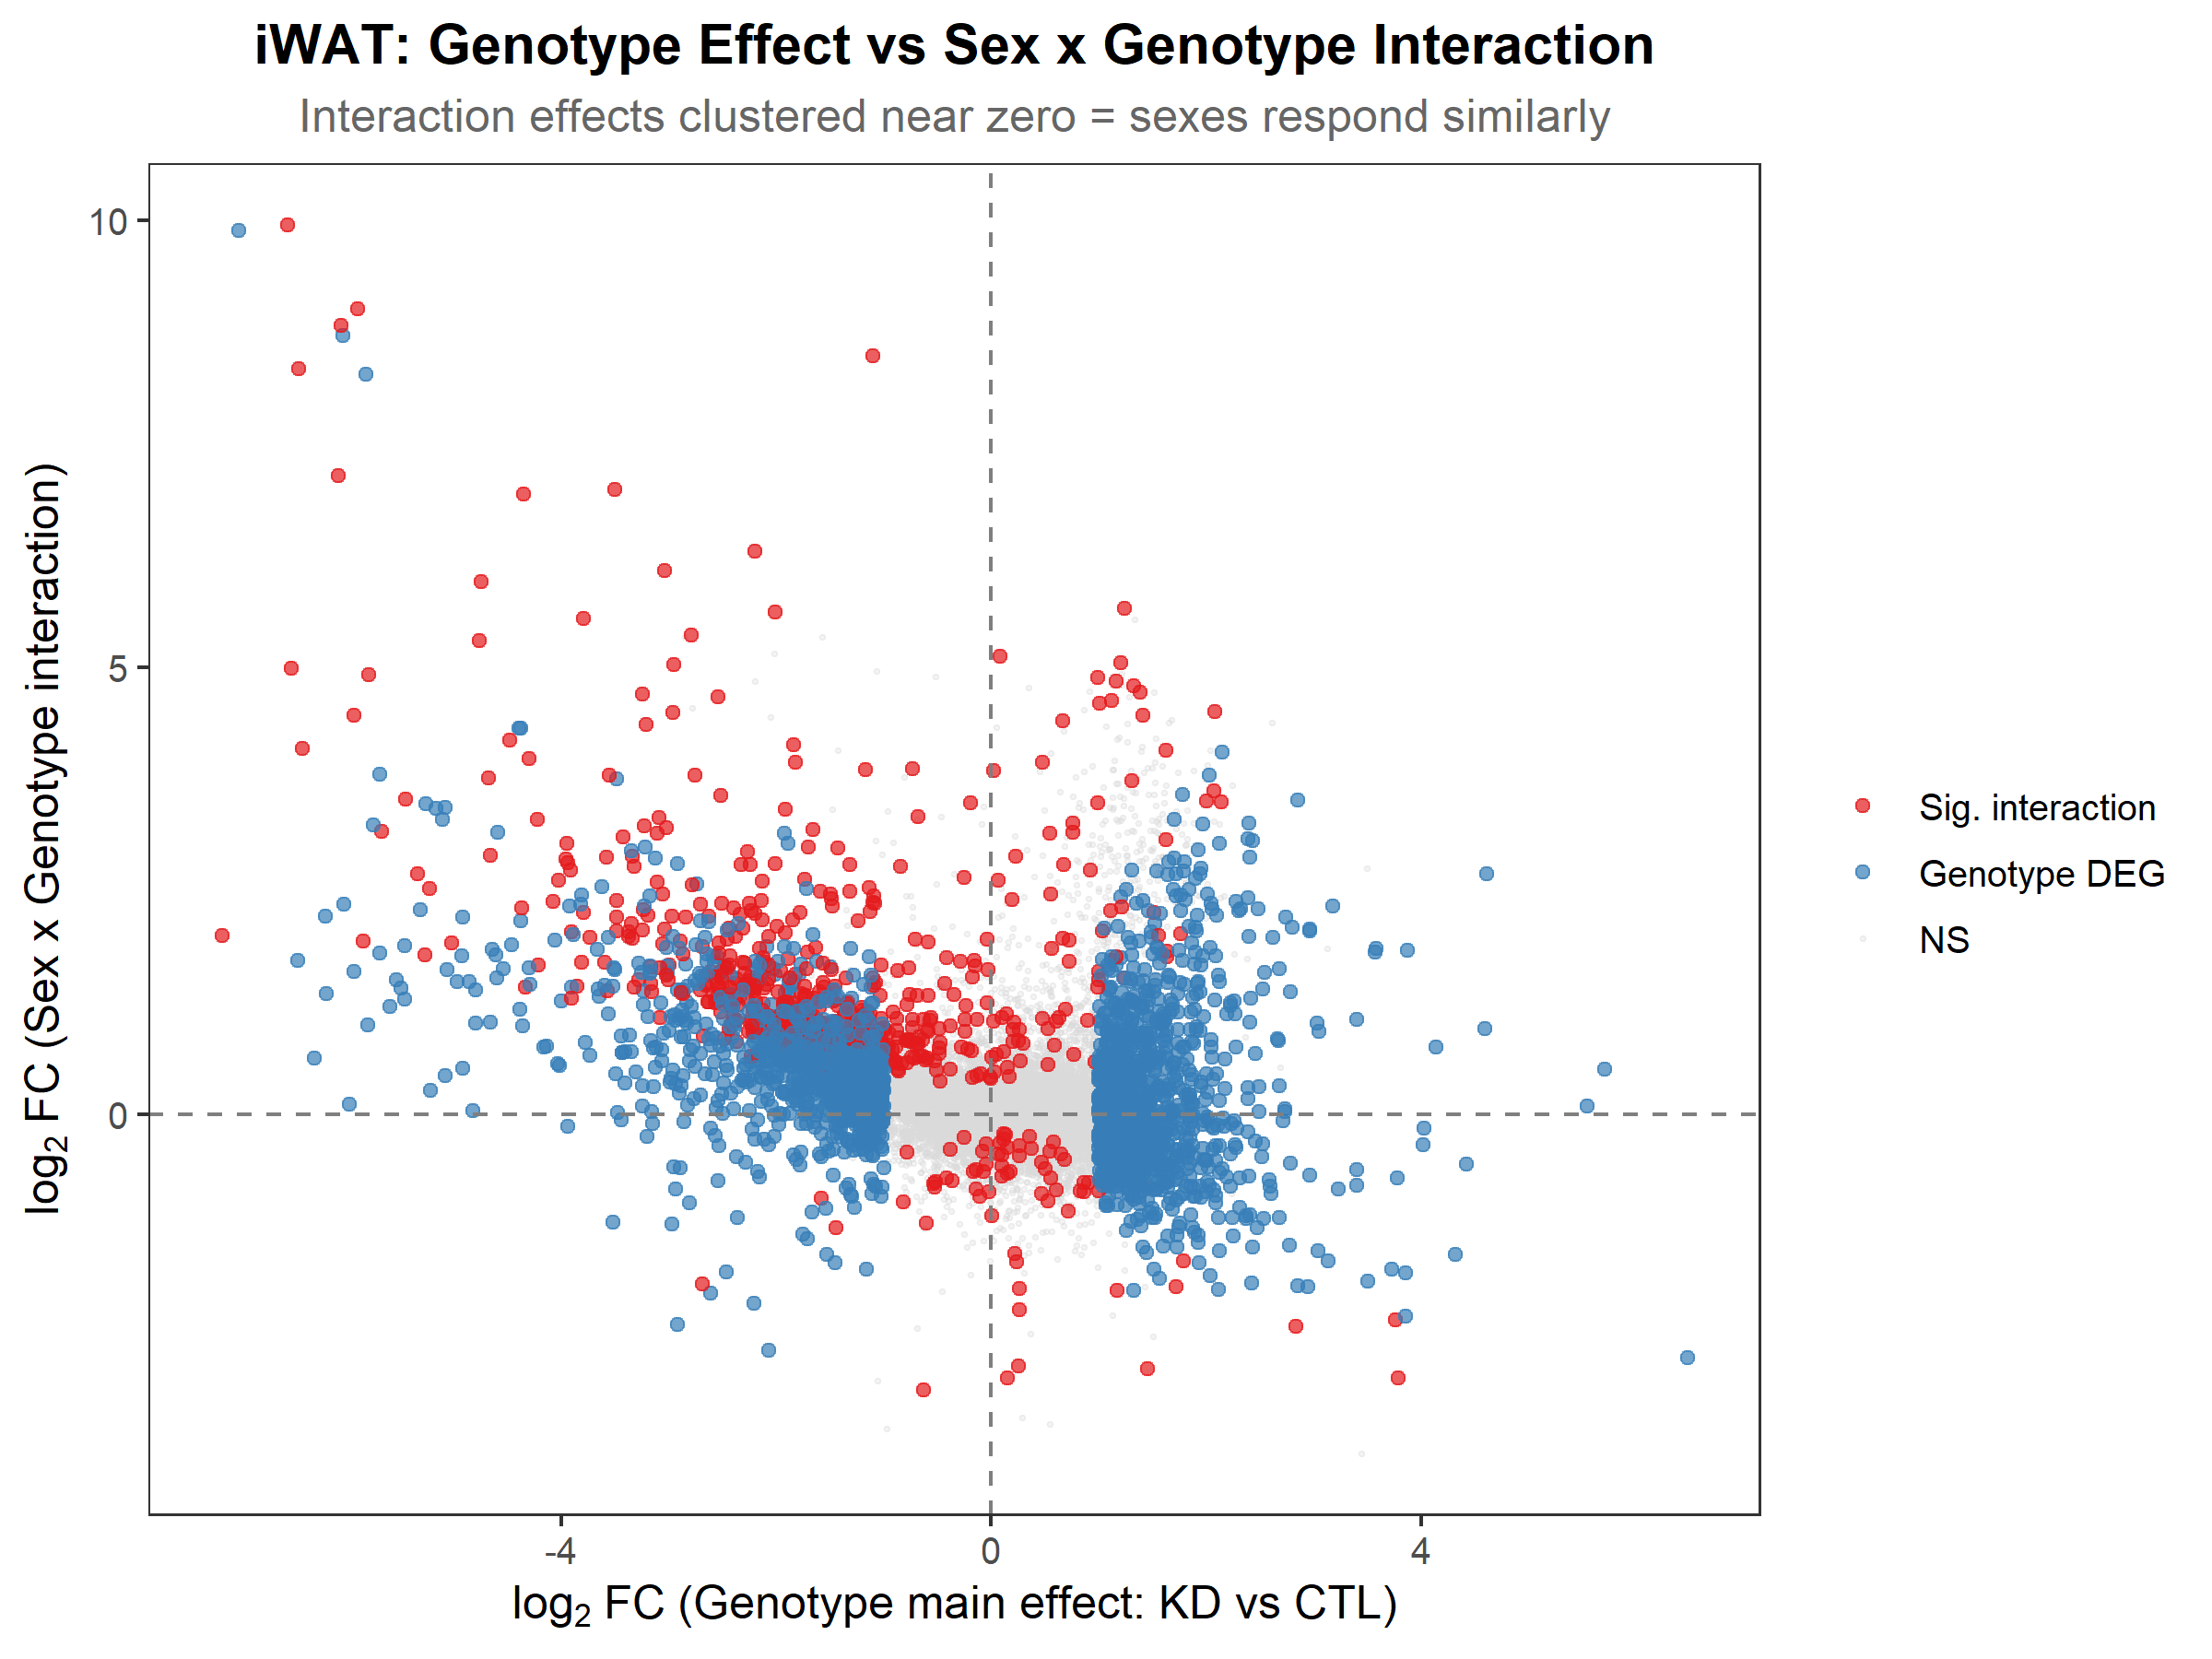 iWAT: Genotype Effect vs Sex x Genotype Interaction
Interaction effects clustered near zero = sexes respond similarly
log₂ FC (Sex x Genotype interaction)
10
5
0
-4
0
4
log₂ FC (Genotype main effect: KD vs CTL)
Sig. interaction
Genotype DEG
NS